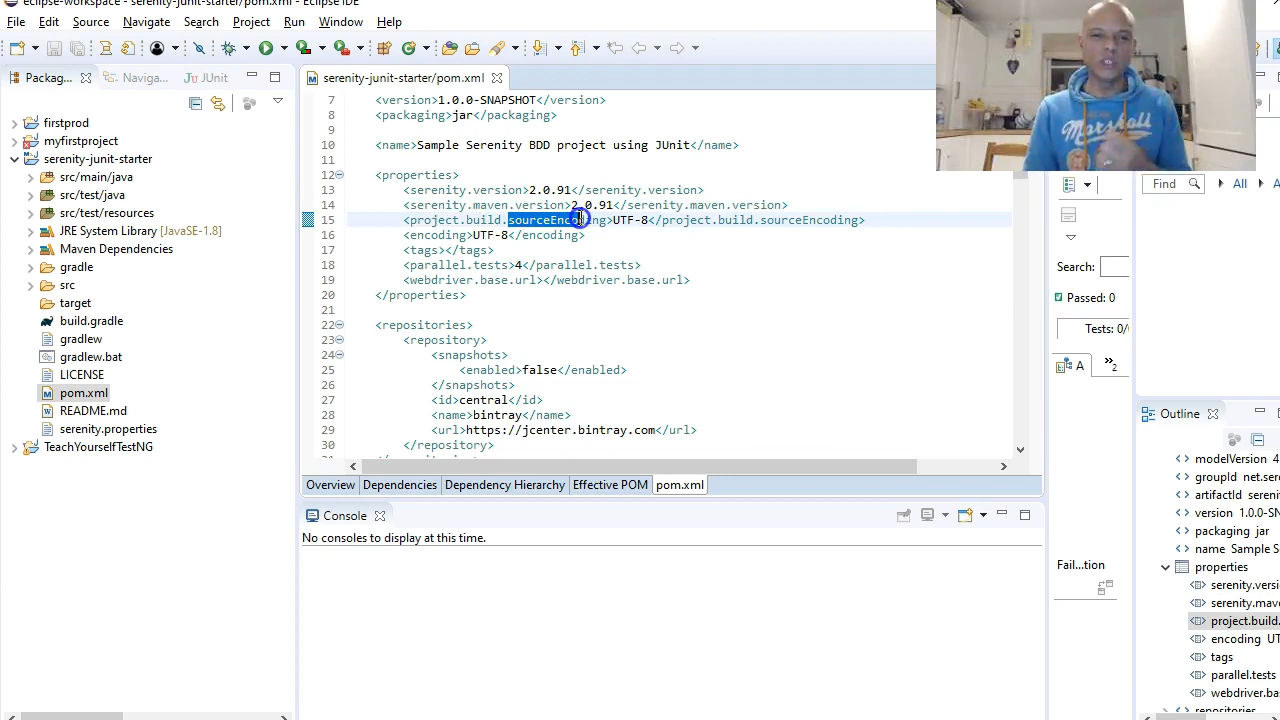 eclipse-workspace - serenity-junit-starter/pom.xml - Eclipse IDE
File Edit Source Navigate Search Project Run Window Help
Packag... Naviga... JUnit
firstprod
myfirstproject
serenity-junit-starter
src/main/java
src/test/java
src/test/resources
JRE System Library [JavaSE-1.8]
Maven Dependencies
gradle
src
target
build.gradle
gradlew
gradlew.bat
LICENSE
pom.xml
README.md
serenity.properties
TeachYourselfTestNG
serenity-junit-starter/pom.xml
7 <version>1.0.0-SNAPSHOT</version>
8 <packaging>jar</packaging>
9
10 <name>Sample Serenity BDD project using JUnit</name>
11
12 <properties>
13 <serenity.version>2.0.91</serenity.version>
14 <serenity.maven.version>2.0.91</serenity.maven.version>
15 <project.build.sourceEncoding>UTF-8</project.build.sourceEncoding>
16 <encoding>UTF-8</encoding>
17 <tags></tags>
18 <parallel.tests>4</parallel.tests>
19 <webdriver.base.url></webdriver.base.url>
20 </properties>
21
22 <repositories>
23 <repository>
24 <snapshots>
25 <enabled>false</enabled>
26 </snapshots>
27 <id>central</id>
28 <name>bintray</name>
29 <url>https://jcenter.bintray.com</url>
30 </repository>
Overview Dependencies Dependency Hierarchy Effective POM pom.xml
Console
No consoles to display at this time.
Marshall
ORIGINAL
Search:
Passed: 0
Tests: 0/
A »2
Fail...tion
Find All A
Outline
modelVersion 4
groupId net.sere
artifactId serenit
version 1.0.0-SN
packaging jar
name Sample S
properties
serenity.versi
serenity.mave
project.build.
encoding UT
tags
parallel.tests
webdriver.ba
repositories